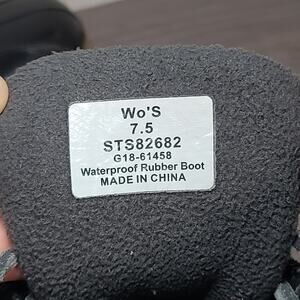 Wo'S
7.5
STS82682
G18-61458
Waterproof Rubber Boot
MADE IN CHINA